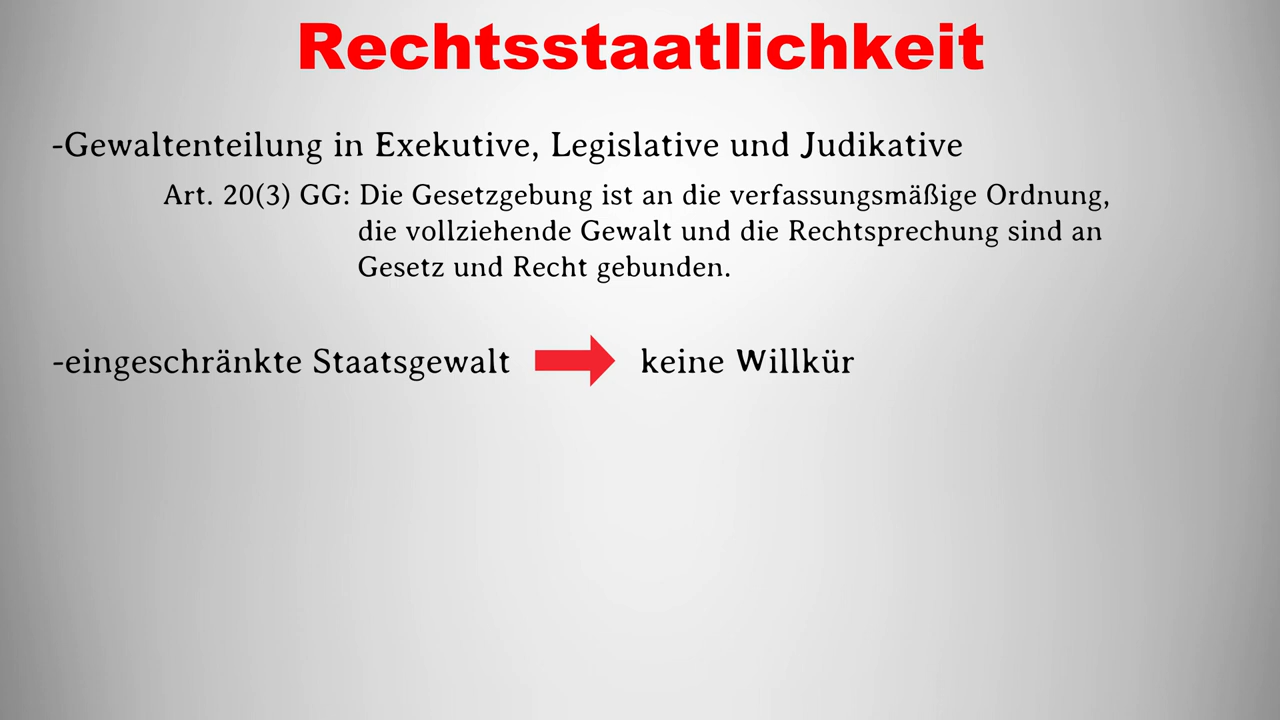 Rechtsstaatlichkeit
-Gewaltenteilung in Exekutive, Legislative und Judikative
Art. 20(3) GG: Die Gesetzgebung ist an die verfassungsmäßige Ordnung,
die vollziehende Gewalt und die Rechtsprechung sind an
Gesetz und Recht gebunden.
-eingeschränkte Staatsgewalt keine Willkür